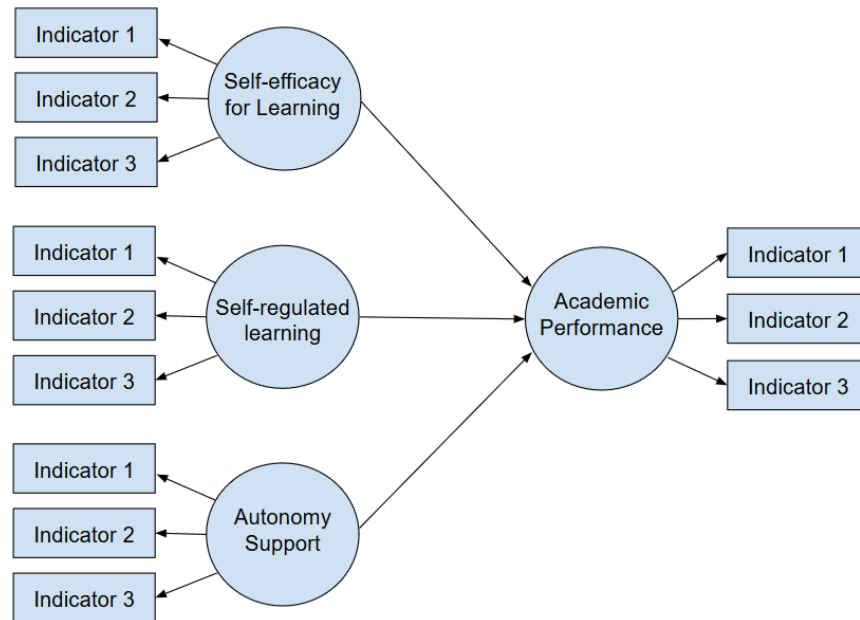 Indicator 1
Indicator 2
Indicator 3
Self-efficacy
for Learning
Indicator 1
Indicator 2
Indicator 3
Self-regulated
learning
Indicator 1
Indicator 2
Indicator 3
Autonomy
Support
Academic
Performance
Indicator 1
Indicator 2
Indicator 3